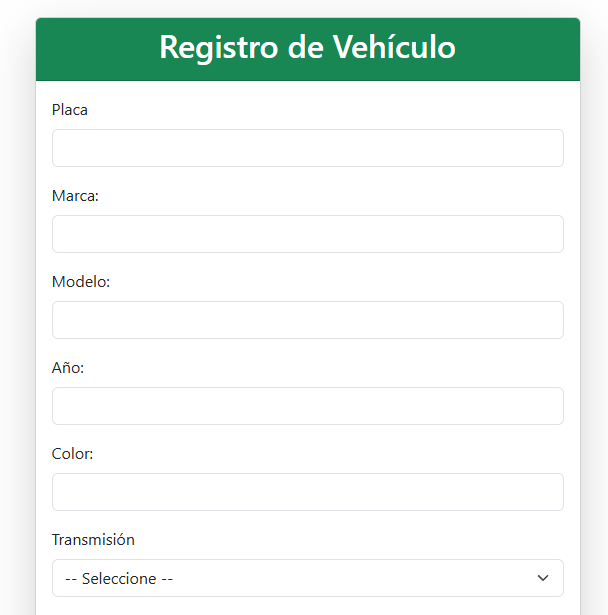 Registro de Vehículo
Placa
Marca:
Modelo:
Año:
Color:
Transmisión
-- Seleccione --